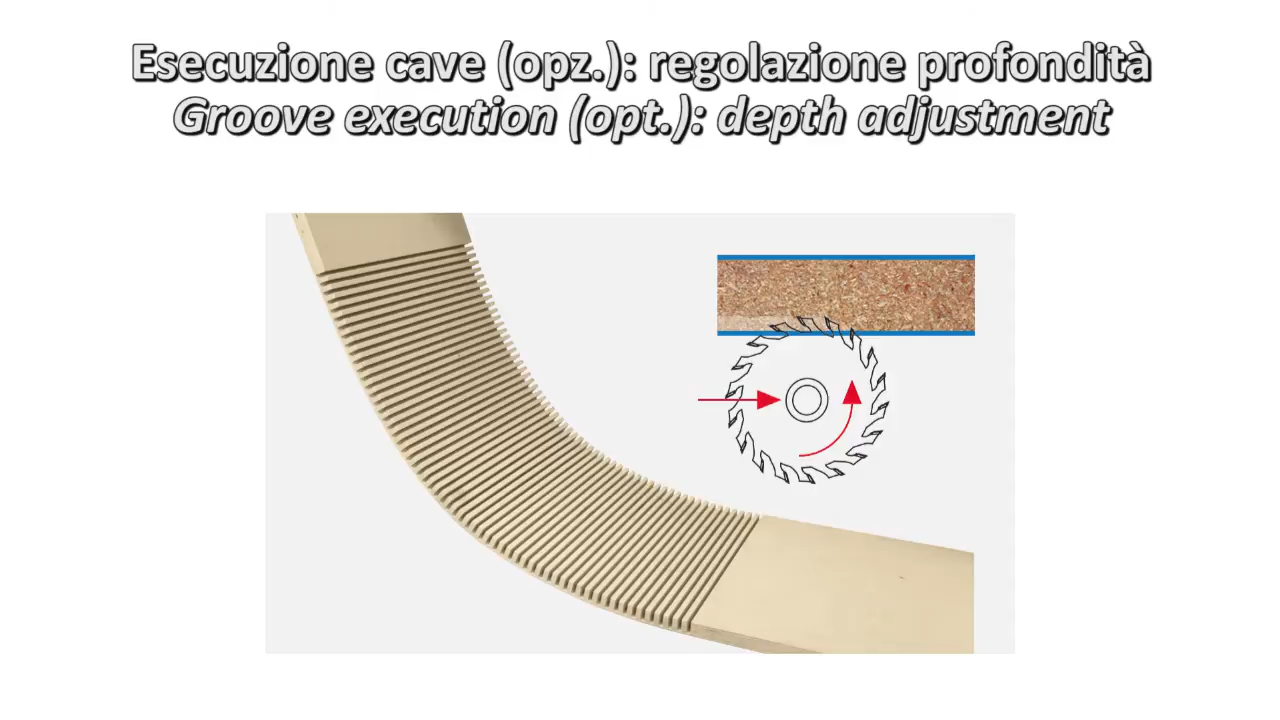 Esecuzione cave (opz.): regolazione profondità
Groove execution (opt.): depth adjustment